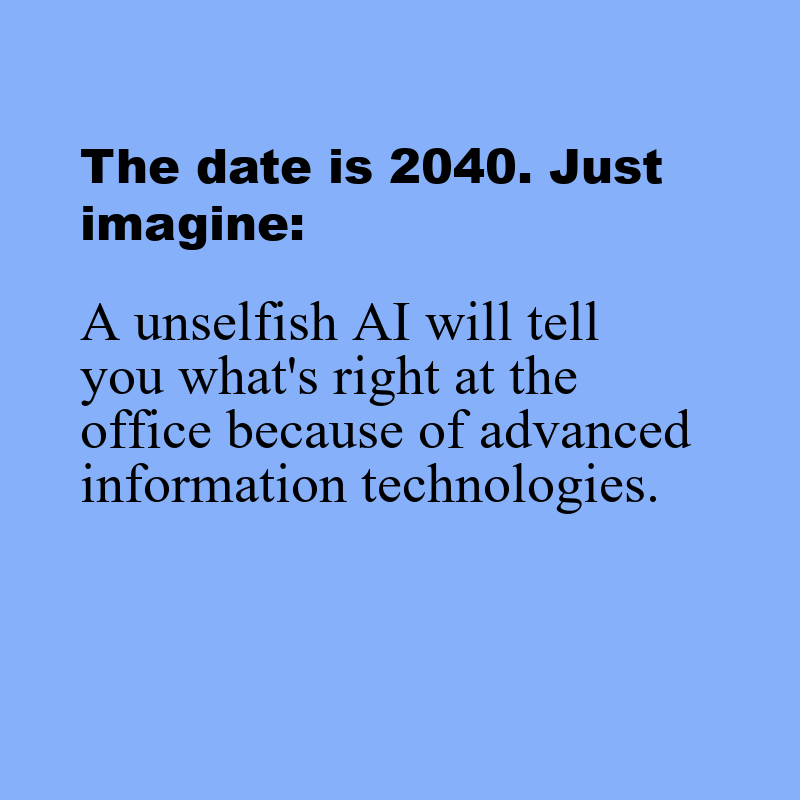 The date is 2040. Just
imagine:
A unselfish AI will tell
you what's right at the
office because of advanced
information technologies.